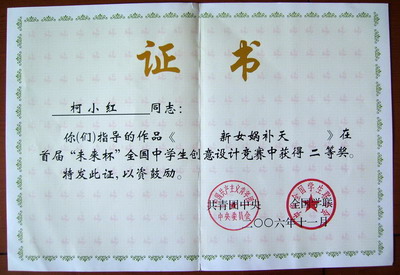 证书
柯小红 同志：
你(们)指导的作品《 新女娲补天 》在
首届“未来杯”全国中学生创意设计竞赛中获得 二等奖。
特发此证，以资鼓励。
共青团中央 全国学联
二〇〇六年十一月